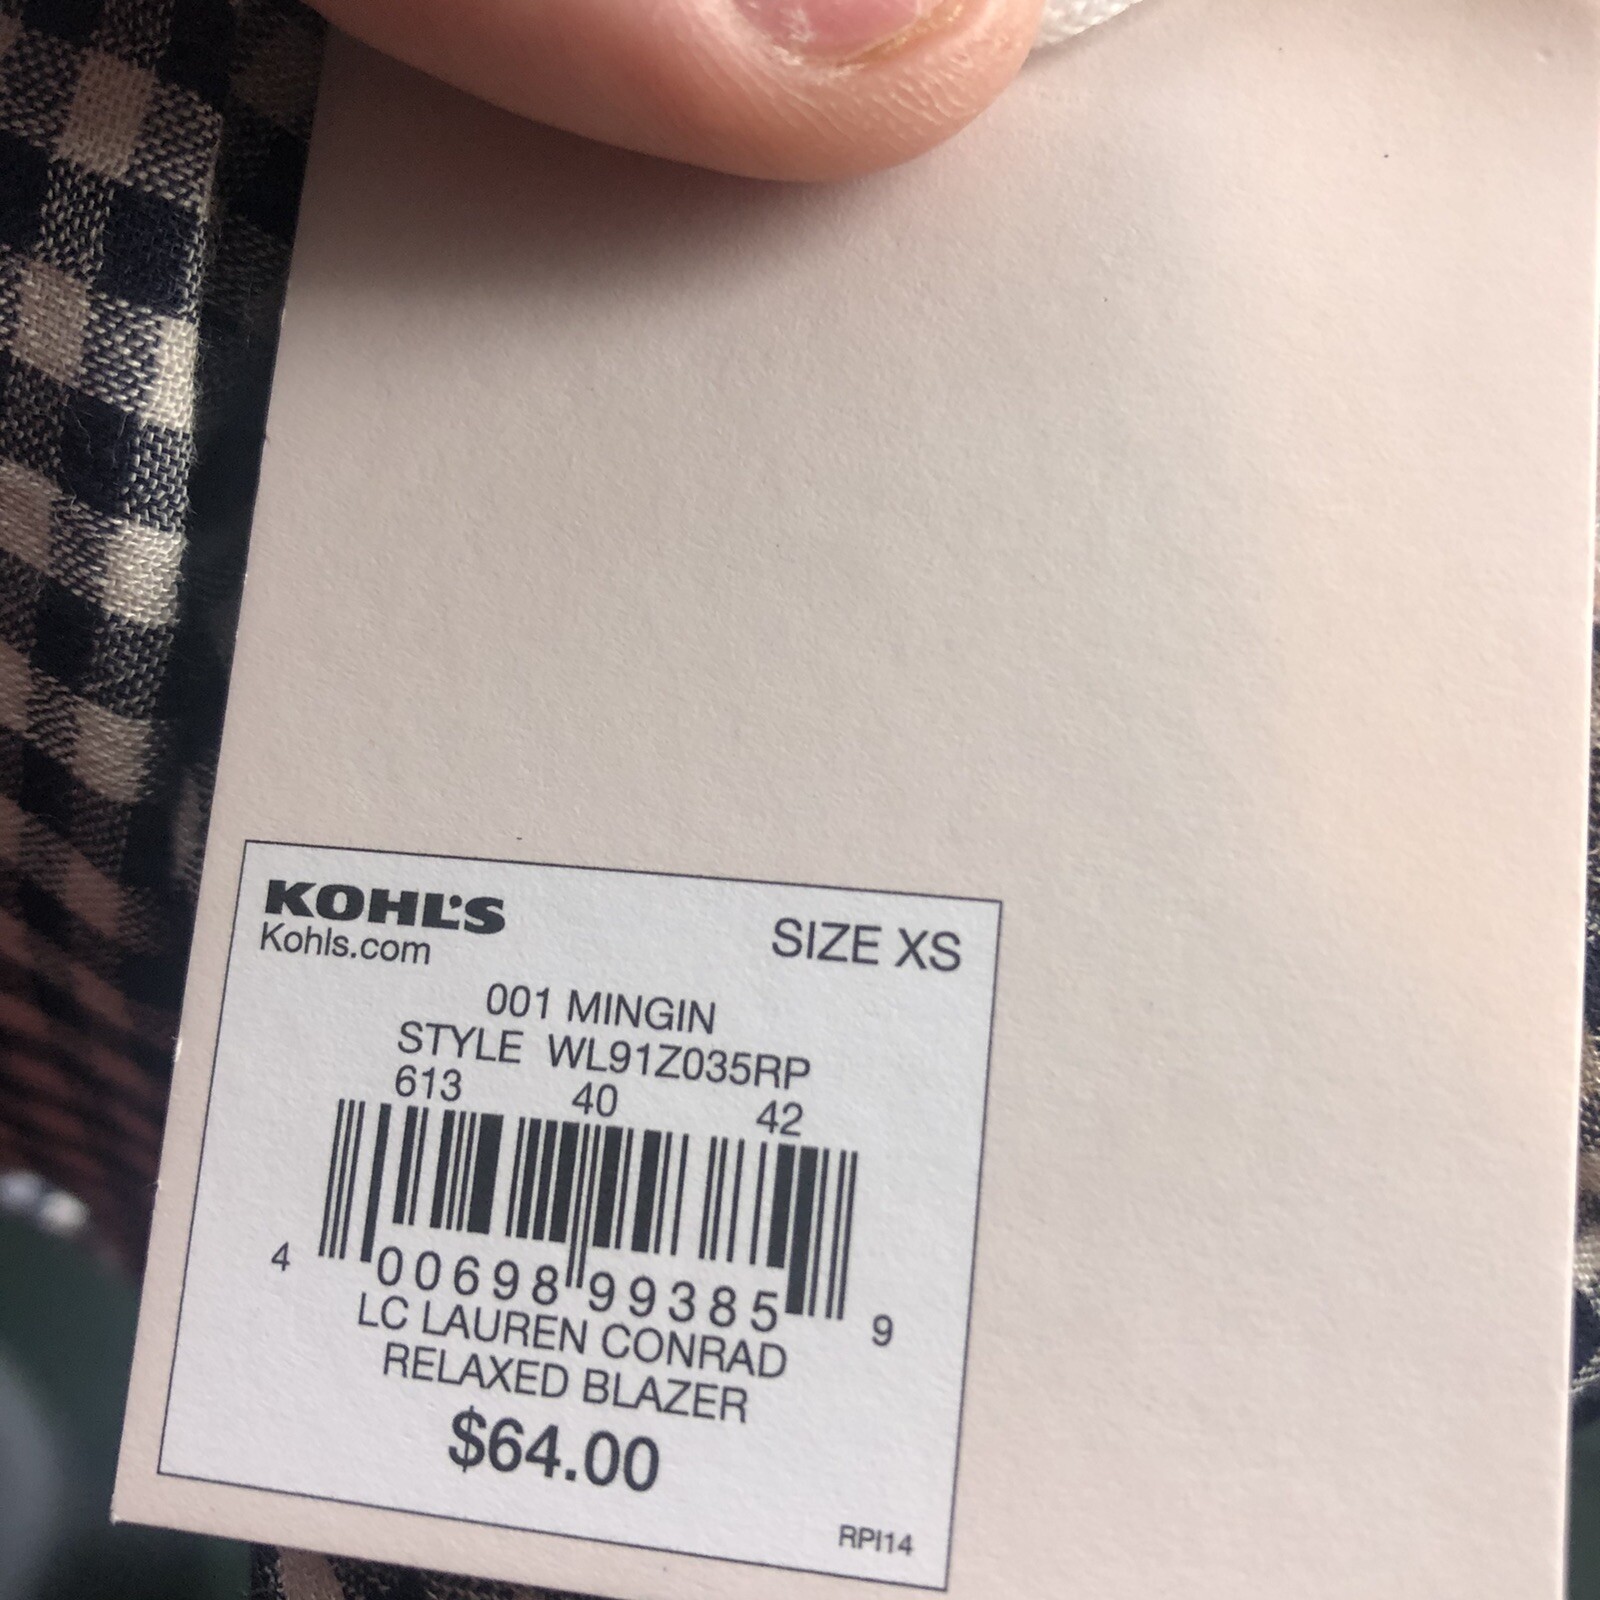 KOHL'S
Kohls.com
SIZE XS
001 MINGIN
STYLE WL91Z035RP
613 40 42
4 00698 99385 9
LC LAUREN CONRAD
RELAXED BLAZER
$64.00
RPI14